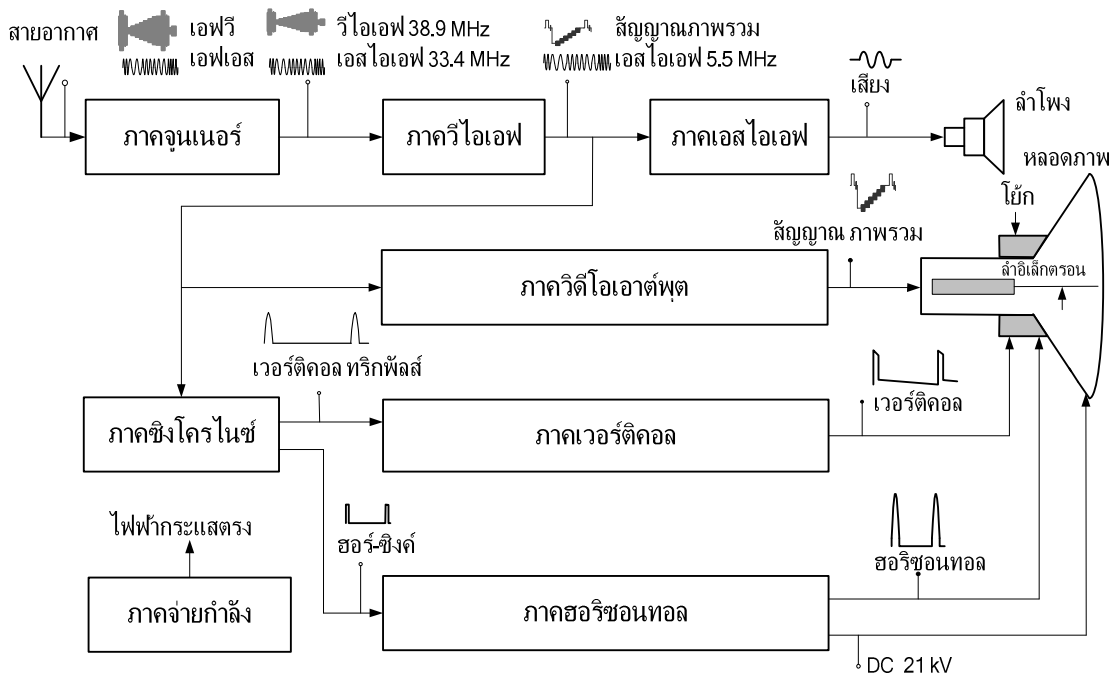 สายอากาศ
เอฟวี
เอฟเอส
วีไอเอฟ 38.9 MHz
เอสไอเอฟ 33.4 MHz
สัญญาณภาพรวม
เอสไอเอฟ 5.5 MHz
เสียง
ลำโพง
ภาคจูนเนอร์
ภาควีไอเอฟ
ภาคเอสไอเอฟ
หลอดภาพ
โย้ก
สัญญาณ ภาพรวม
ลำอิเล็กตรอน
ภาควิดีโอเอาต์พุต
เวอร์ติคอล ทริกพัลส์
เวอร์ติคอล
ภาคซิงโครไนซ์
ภาคเวอร์ติคอล
ไฟฟ้ากระแสตรง
ฮอร์-ซิงค์
ฮอริซอนทอล
ภาคจ่ายกำลัง
ภาคฮอริซอนทอล
DC 21 kV